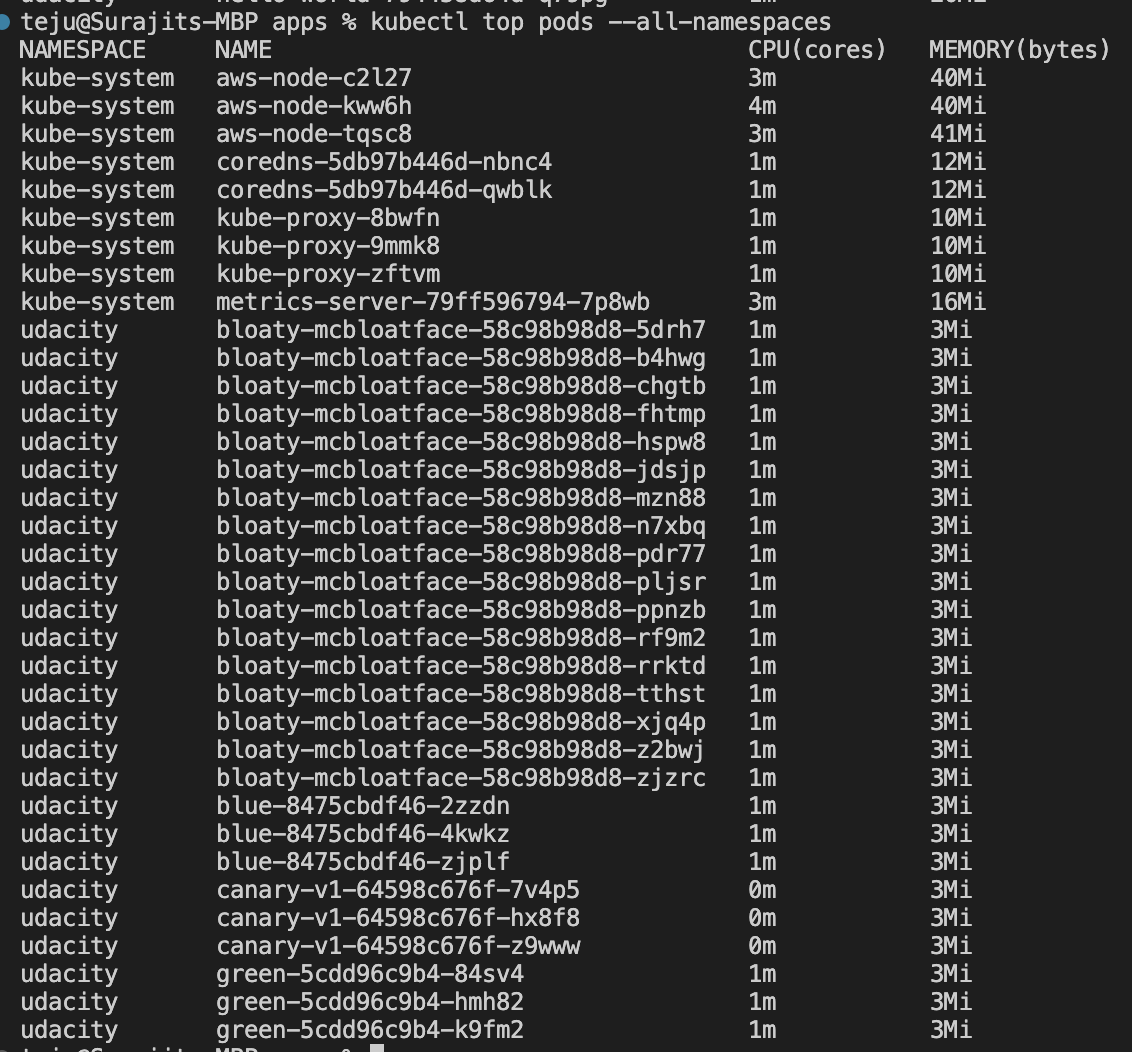 teju@Surajits-MBP apps % kubectl top pods --all-namespaces
NAMESPACE NAME CPU(cores) MEMORY(bytes)
kube-system aws-node-c2l27 3m 40Mi
kube-system aws-node-kww6h 4m 40Mi
kube-system aws-node-tqsc8 3m 41Mi
kube-system coredns-5db97b446d-nbnc4 1m 12Mi
kube-system coredns-5db97b446d-qwblk 1m 12Mi
kube-system kube-proxy-8bwfn 1m 10Mi
kube-system kube-proxy-9mmk8 1m 10Mi
kube-system kube-proxy-zftvm 1m 10Mi
kube-system metrics-server-79ff596794-7p8wb 3m 16Mi
udacity bloaty-mcbloatface-58c98b98d8-5drh7 1m 3Mi
udacity bloaty-mcbloatface-58c98b98d8-b4hwg 1m 3Mi
udacity bloaty-mcbloatface-58c98b98d8-chgtb 1m 3Mi
udacity bloaty-mcbloatface-58c98b98d8-fhtmp 1m 3Mi
udacity bloaty-mcbloatface-58c98b98d8-hspw8 1m 3Mi
udacity bloaty-mcbloatface-58c98b98d8-jdsjp 1m 3Mi
udacity bloaty-mcbloatface-58c98b98d8-mzn88 1m 3Mi
udacity bloaty-mcbloatface-58c98b98d8-n7xbq 1m 3Mi
udacity bloaty-mcbloatface-58c98b98d8-pdr77 1m 3Mi
udacity bloaty-mcbloatface-58c98b98d8-pljsr 1m 3Mi
udacity bloaty-mcbloatface-58c98b98d8-ppnzb 1m 3Mi
udacity bloaty-mcbloatface-58c98b98d8-rf9m2 1m 3Mi
udacity bloaty-mcbloatface-58c98b98d8-rrktd 1m 3Mi
udacity bloaty-mcbloatface-58c98b98d8-tthst 1m 3Mi
udacity bloaty-mcbloatface-58c98b98d8-xjq4p 1m 3Mi
udacity bloaty-mcbloatface-58c98b98d8-z2bwj 1m 3Mi
udacity bloaty-mcbloatface-58c98b98d8-zjzrc 1m 3Mi
udacity blue-8475cbdf46-2zzdn 1m 3Mi
udacity blue-8475cbdf46-4kwkz 1m 3Mi
udacity blue-8475cbdf46-zjplf 1m 3Mi
udacity canary-v1-64598c676f-7v4p5 0m 3Mi
udacity canary-v1-64598c676f-hx8f8 0m 3Mi
udacity canary-v1-64598c676f-z9www 0m 3Mi
udacity green-5cdd96c9b4-84sv4 1m 3Mi
udacity green-5cdd96c9b4-hmh82 1m 3Mi
udacity green-5cdd96c9b4-k9fm2 1m 3Mi